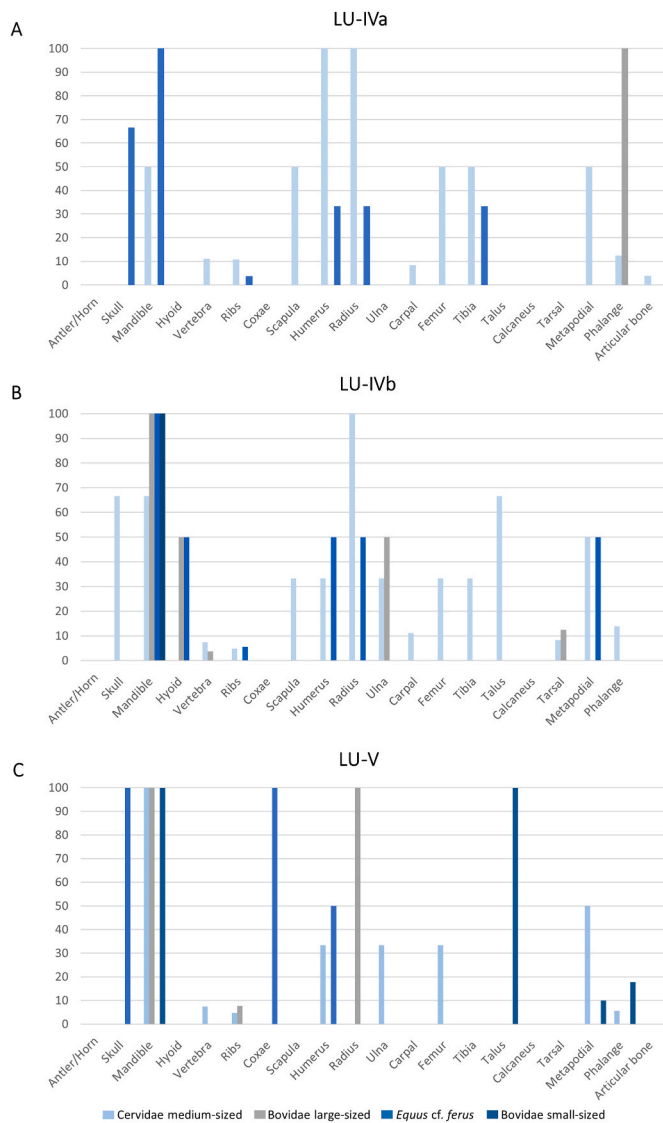 A
LU-IVa
100
90
80
70
60
50
40
30
20
10
0
Antler/Horn
Skull
Mandible
Hyoid
Vertebra
Ribs
Coxae
Scapula
Humerus
Radius
Ulna
Carpal
Femur
Tibia
Talus
Calcaneus
Tarsal
Metapodial
Phalange
Articular bone
B
LU-IVb
100
90
80
70
60
50
40
30
20
10
0
Antler/Horn
Skull
Mandible
Hyoid
Vertebra
Ribs
Coxae
Scapula
Humerus
Radius
Ulna
Carpal
Femur
Tibia
Talus
Calcaneus
Tarsal
Metapodial
Phalange
C
LU-V
100
90
80
70
60
50
40
30
20
10
0
Antler/Horn
Skull
Mandible
Hyoid
Vertebra
Ribs
Coxae
Scapula
Humerus
Radius
Ulna
Carpal
Femur
Tibia
Talus
Calcaneus
Tarsal
Metapodial
Phalange
Articular bone
Cervidae medium-sized Bovidae large-sized Equus cf. ferus Bovidae small-sized